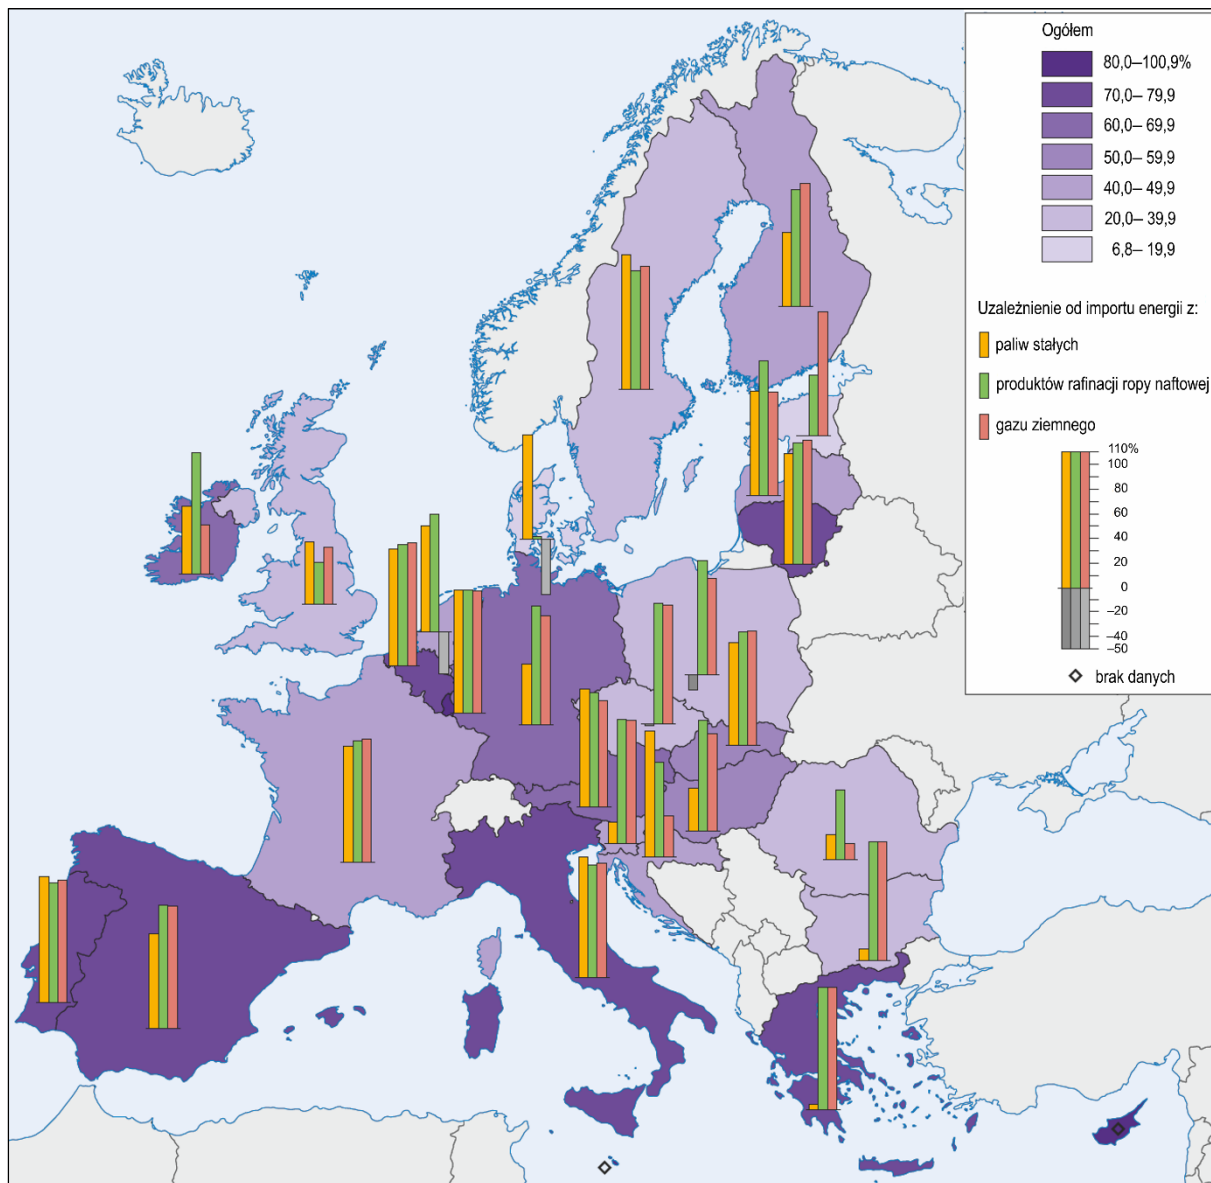 Ogółem
80,0–100,9%
70,0– 79,9
60,0– 69,9
50,0– 59,9
40,0– 49,9
20,0– 39,9
6,8– 19,9
Uzależnienie od importu energii z:
paliw stałych
produktów rafinacji ropy naftowej
gazu ziemnego
110%
100
80
60
40
20
0
–20
–40
–50
brak danych